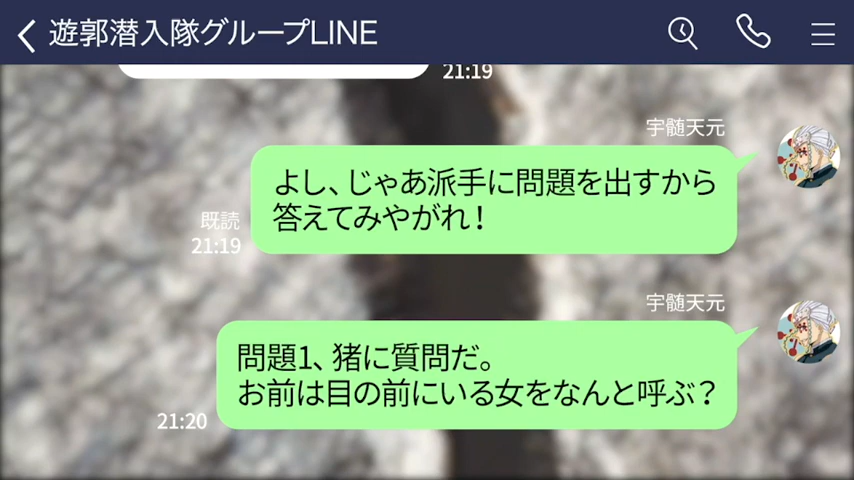 遊郭潜入隊グループLINE
21:19
宇髄天元
よし、じゃあ派手に問題を出すから
答えてみやがれ！
既読
21:19
宇髄天元
問題1、猪に質問だ。
お前は目の前にいる女をなんと呼ぶ？
21:20